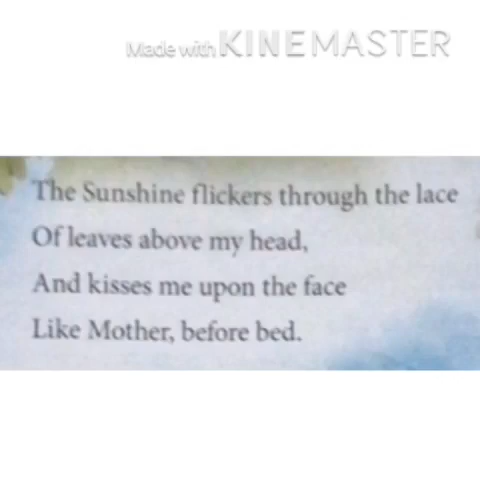 Made with KINEMASTER
The Sunshine flickers through the lace
Of leaves above my head,
And kisses me upon the face
Like Mother, before bed.